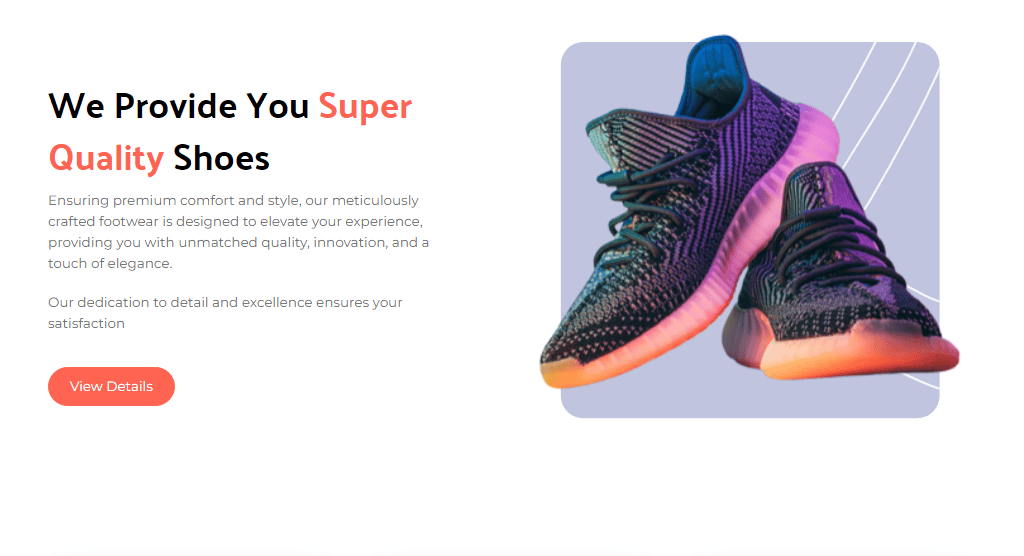 We Provide You Super
Quality Shoes
Ensuring premium comfort and style, our meticulously
crafted footwear is designed to elevate your experience,
providing you with unmatched quality, innovation, and a
touch of elegance.
Our dedication to detail and excellence ensures your
satisfaction
View Details